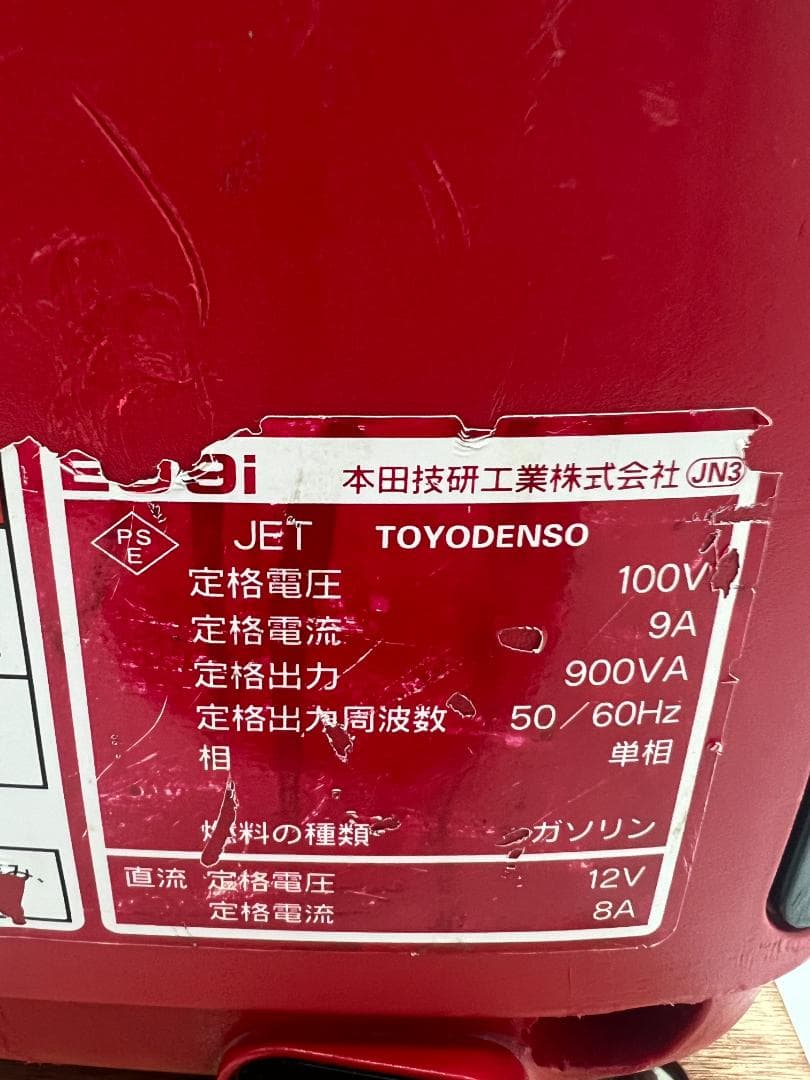 9i 本田技研工業株式会社 JN3
PSE JET TOYODENSO
定格電圧 100V
定格電流 9A
定格出力 900VA
定格出力周波数 50/60Hz
相 単相
燃料の種類 ガソリン
直流 定格電圧 12V
定格電流 8A